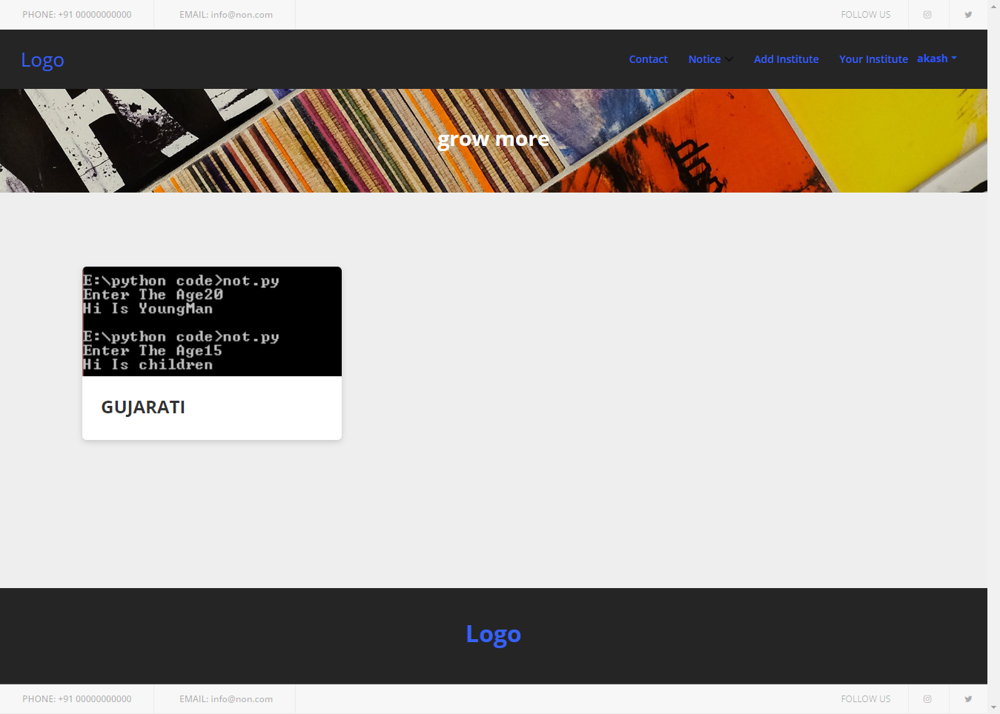 PHONE: +91 00000000000
EMAIL: info@non.com
FOLLOW US
Logo
Contact
Notice
Add Institute
Your Institute
akash
grow more
E:\python code>not.py
Enter The Age20
Hi Is YoungMan
E:\python code>not.py
Enter The Age15
Hi Is children
GUJARATI
Logo
PHONE: +91 00000000000
EMAIL: info@non.com
FOLLOW US